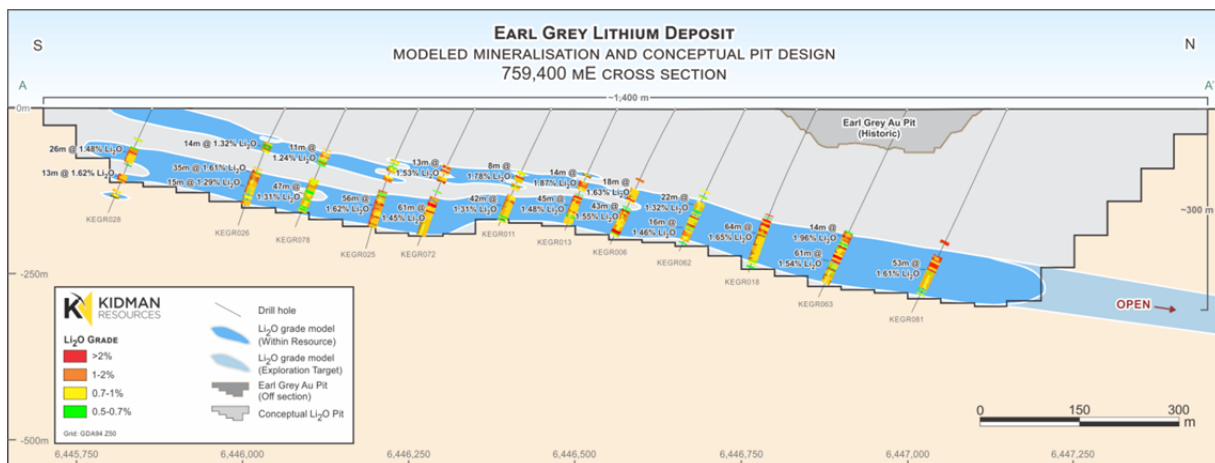 EARL GREY LITHIUM DEPOSIT
MODELED MINERALISATION AND CONCEPTUAL PIT DESIGN
759,400 mE CROSS SECTION
S
N
A
A'
~1,400 m
0m
Earl Grey Au Pit
(Historic)
26m @ 1.48% Li2O
13m @ 1.62% Li2O
14m @ 1.32% Li2O
35m @ 1.61% Li2O
15m @ 1.29% Li2O
11m @
1.24% Li2O
47m @
1.31% Li2O
13m @
1.53% Li2O
56m @
1.62% Li2O
61m @
1.45% Li2O
8m @
1.78% Li2O
42m @
1.31% Li2O
14m @
1.87% Li2O
45m @
1.48% Li2O
18m @
1.63% Li2O
43m @
1.55% Li2O
22m @
1.32% Li2O
16m @
1.46% Li2O
64m @
1.65% Li2O
14m @
1.96% Li2O
61m @
1.54% Li2O
53m @
1.61% Li2O
~300 m
KEGR028
KEGR026
KEGR078
KEGR025
KEGR072
KEGR011
KEGR013
KEGR006
KEGR062
KEGR018
KEGR063
KEGR081
-250m
OPEN
KIDMAN
RESOURCES
Li2O GRADE
>2%
1-2%
0.7-1%
0.5-0.7%
Grid: GDA94 Z50
Drill hole
Li2O grade model
(Within Resource)
Li2O grade model
(Exploration Target)
Earl Grey Au Pit
(Off section)
Conceptual Li2O Pit
0 150 300
m
-500m
6,445,750 6,446,000 6,446,250 6,446,500 6,446,750 6,447,000 6,447,250